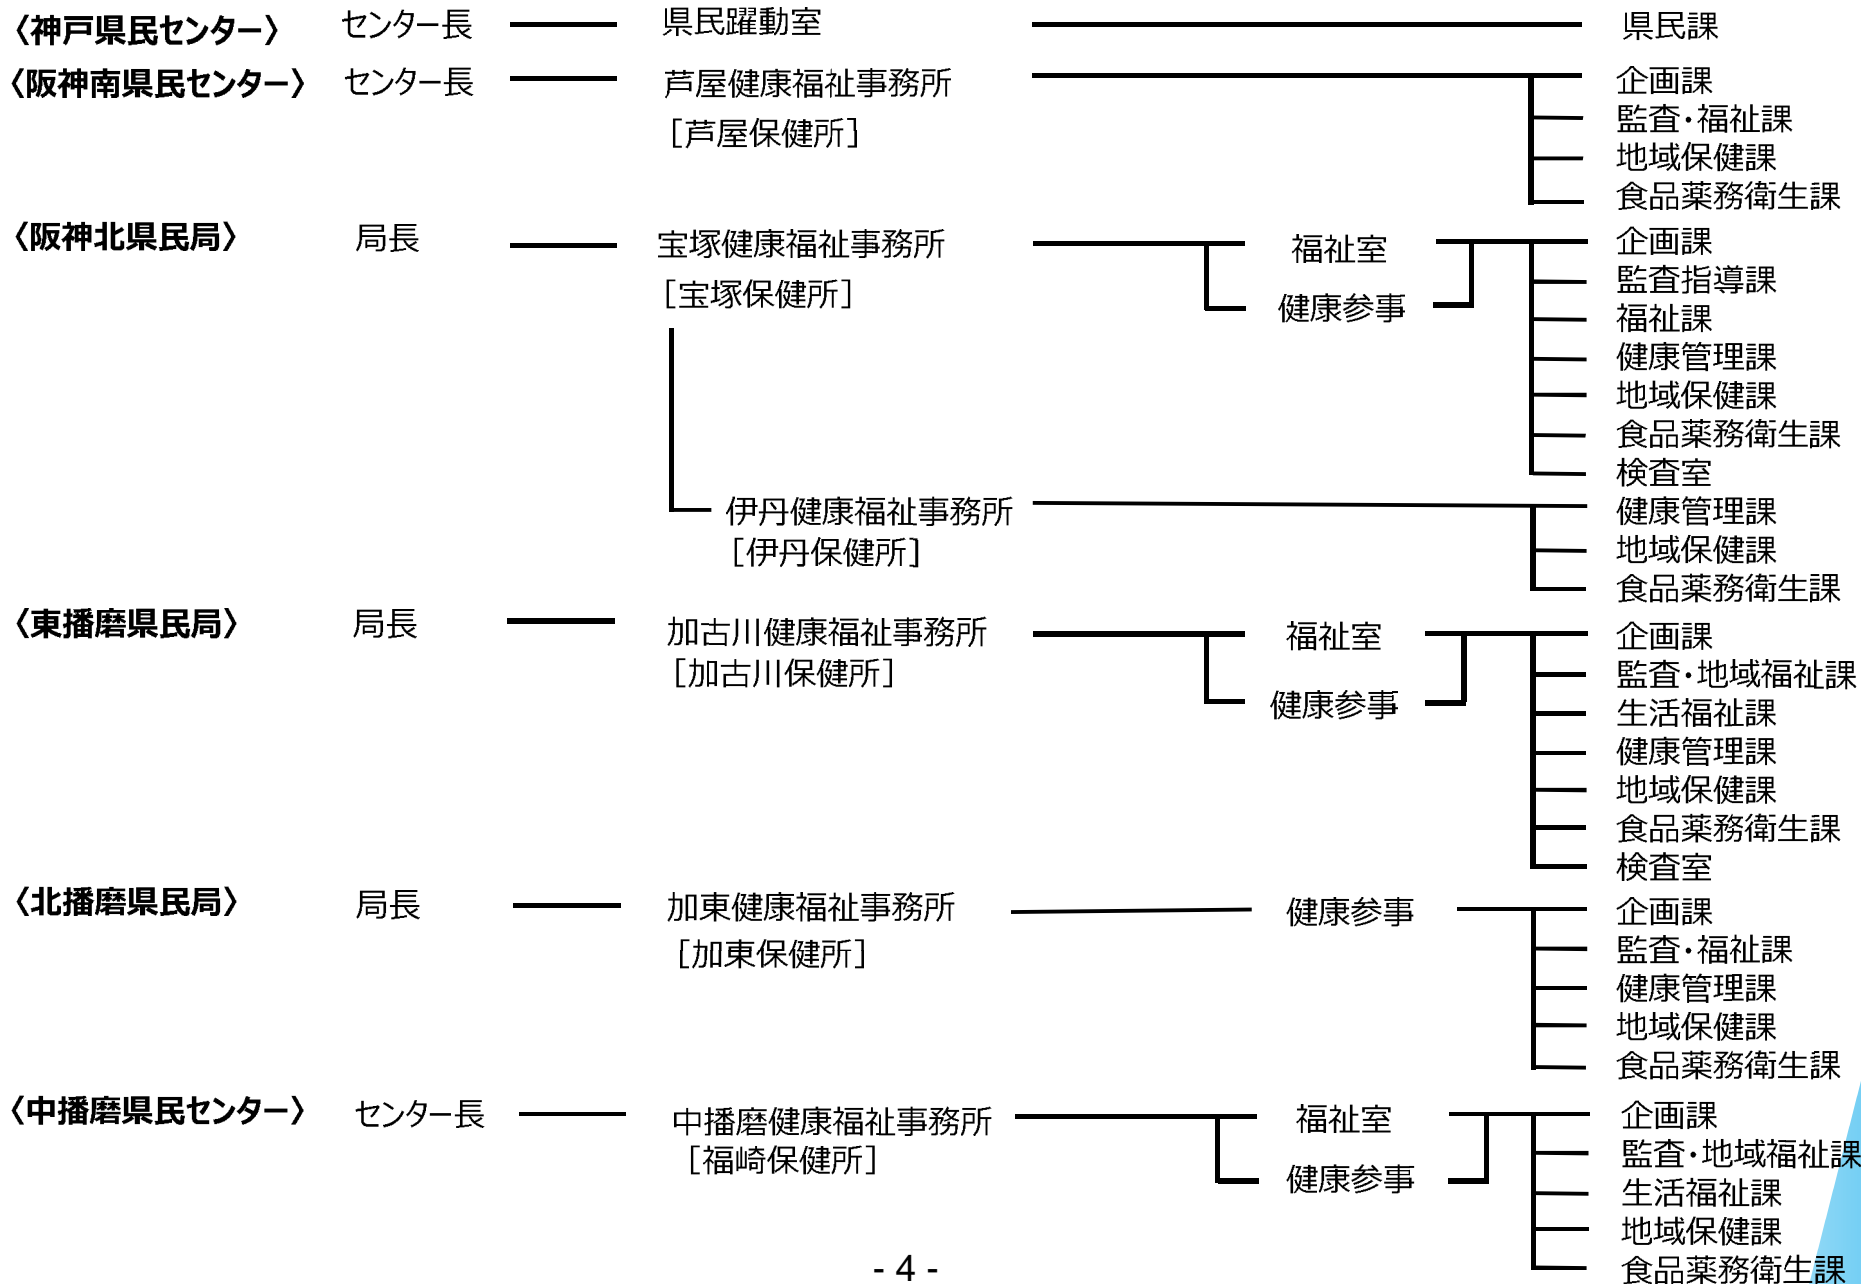 〈神戸県民センター〉 センター長 県民躍動室 県民課
〈阪神南県民センター〉 センター長 芦屋健康福祉事務所 企画課
[芦屋保健所] 監査・福祉課
地域保健課
食品薬務衛生課
〈阪神北県民局〉 局長 宝塚健康福祉事務所 福祉室 企画課
[宝塚保健所] 監査指導課
健康参事 福祉課
健康管理課
地域保健課
食品薬務衛生課
検査室
伊丹健康福祉事務所 健康管理課
[伊丹保健所] 地域保健課
食品薬務衛生課
〈東播磨県民局〉 局長 加古川健康福祉事務所 福祉室 企画課
[加古川保健所] 監査・地域福祉課
健康参事 生活福祉課
健康管理課
地域保健課
食品薬務衛生課
検査室
〈北播磨県民局〉 局長 加東健康福祉事務所 健康参事 企画課
[加東保健所] 監査・福祉課
健康管理課
地域保健課
食品薬務衛生課
〈中播磨県民センター〉 センター長 中播磨健康福祉事務所 福祉室 企画課
[福崎保健所] 監査・地域福祉課
健康参事 生活福祉課
地域保健課
食品薬務衛生課
- 4 -